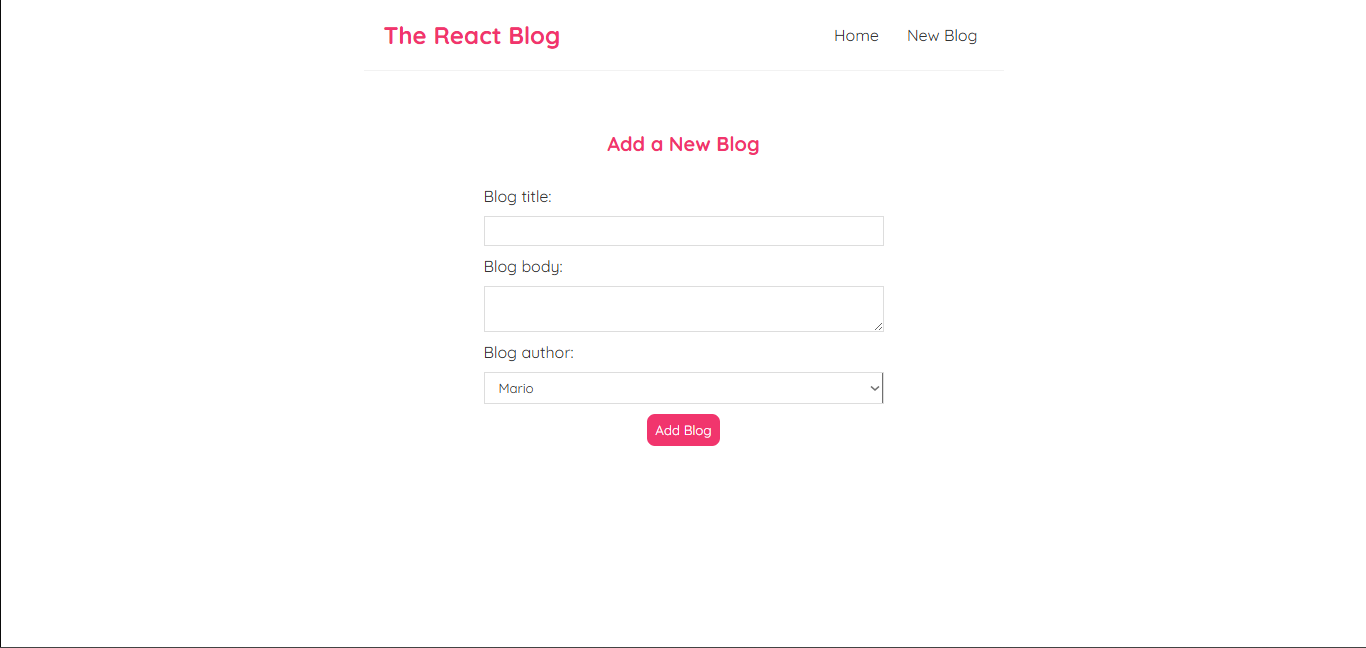 The React Blog
Home New Blog
Add a New Blog
Blog title:
Blog body:
Blog author:
Mario
Add Blog